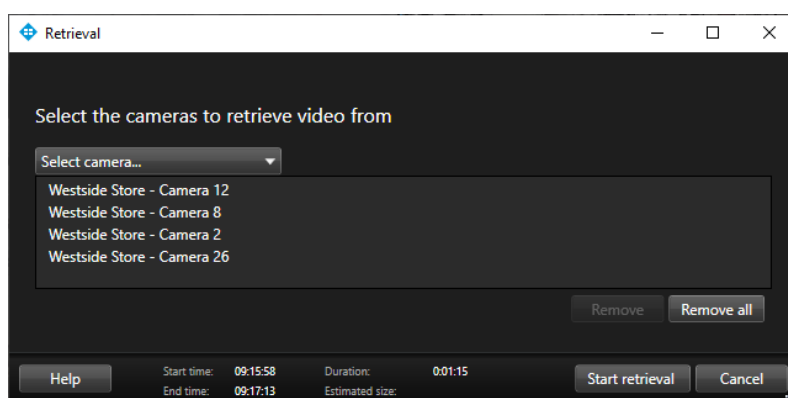 Retrieval
Select the cameras to retrieve video from
Select camera...
Westside Store - Camera 12
Westside Store - Camera 8
Westside Store - Camera 2
Westside Store - Camera 26
Remove Remove all
Help Start time: 09:15:58 Duration: 0:01:15 Start retrieval Cancel
End time: 09:17:13 Estimated size: